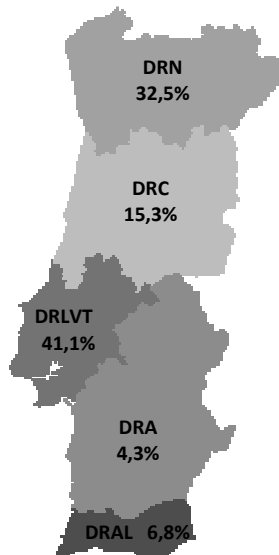 DRN
32,5%
DRC
15,3%
DRLVT
41,1%
DRA
4,3%
DRAL 6,8%